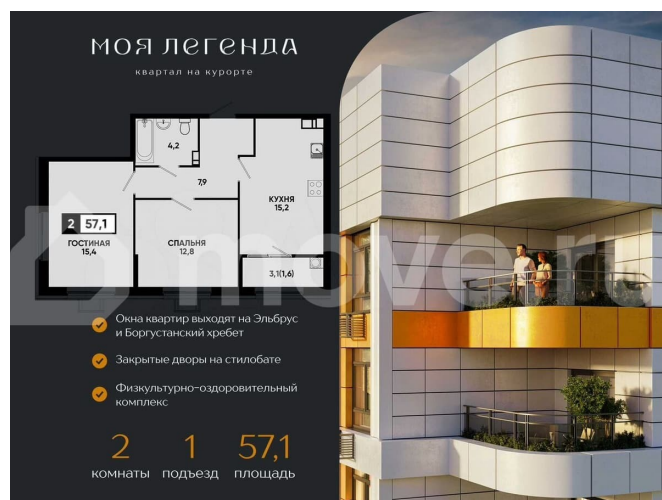 МОЯ ЛЕГЕНДА
квартал на курорте
4,2
7,9
КУХНЯ
15,2
2 57,1
ГОСТИНАЯ
15,4
СПАЛЬНЯ
12,8
3,1(1,6)
move.ru
Окна квартир выходят на Эльбрус
и Боргустанский хребет
Закрытые дворы на стилобате
Физкультурно-оздоровительный
комплекс
2 1 57,1
комнаты подъезд площадь